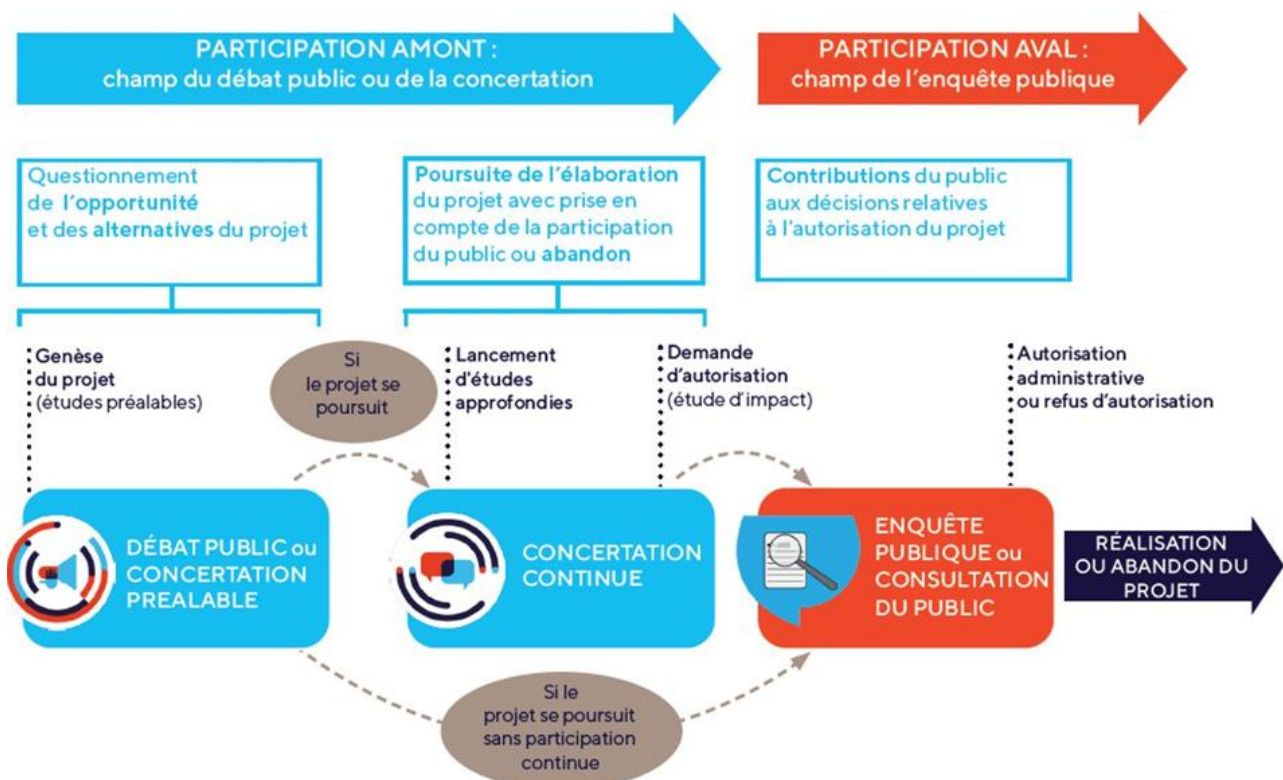 PARTICIPATION AMONT :
champ du débat public ou de la concertation
PARTICIPATION AVAL :
champ de l'enquête publique
Questionnement
de l'opportunité
et des alternatives du projet
Poursuite de l'élaboration
du projet avec prise en
compte de la participation
du public ou abandon
Contributions du public
aux décisions relatives
à l'autorisation du projet
Genèse
du projet
(études préalables)
Si
le projet se
poursuit
Lancement
d'études
approfondies
Demande
d'autorisation
(étude d'impact)
Autorisation
administrative
ou refus d'autorisation
DÉBAT PUBLIC ou
CONCERTATION
PREALABLE
CONCERTATION
CONTINUE
ENQUÊTE
PUBLIQUE ou
CONSULTATION
DU PUBLIC
RÉALISATION
OU ABANDON DU
PROJET
Si le
projet se poursuit
sans participation
continue